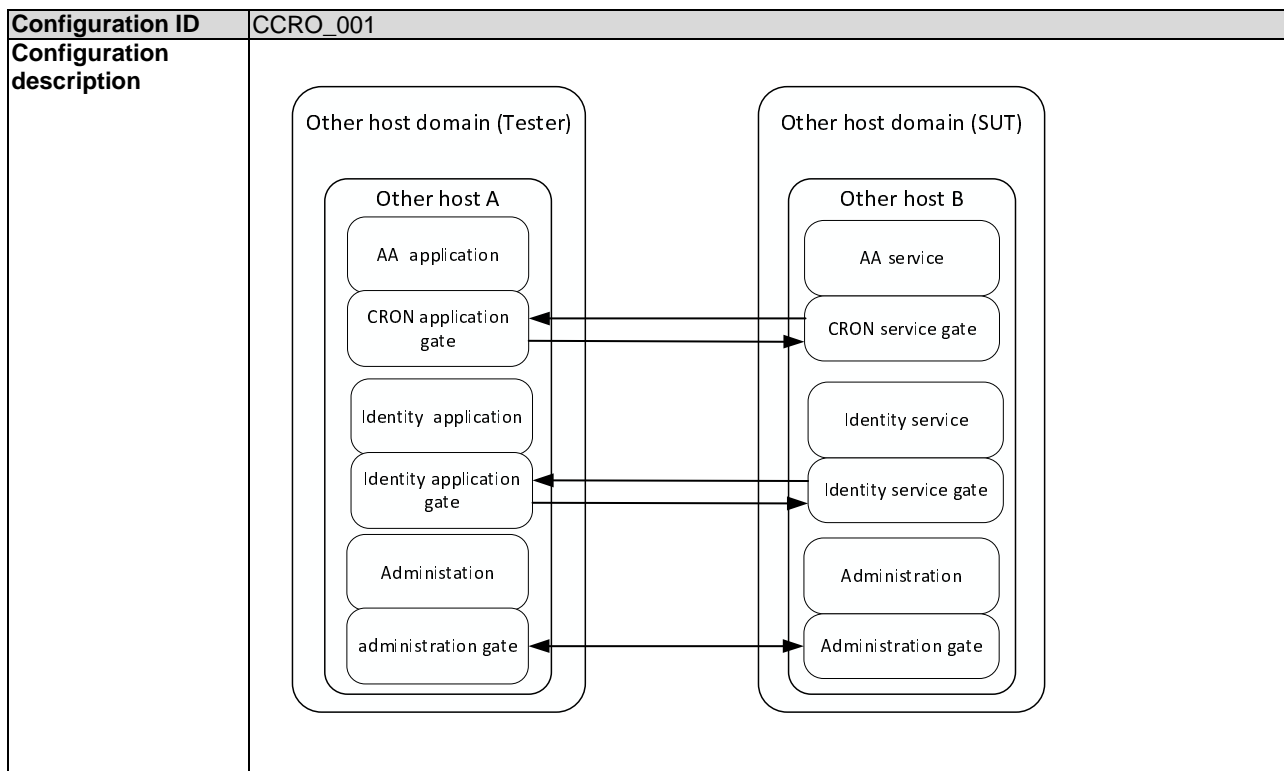 Configuration ID CCRO_001
Configuration
description
Other host domain (Tester)
Other host A
AA application
CRON application
gate
Identity application
Identity application
gate
Administation
administration gate
Other host domain (SUT)
Other host B
AA service
CRON service gate
Identity service
Identity service gate
Administration
Administration gate